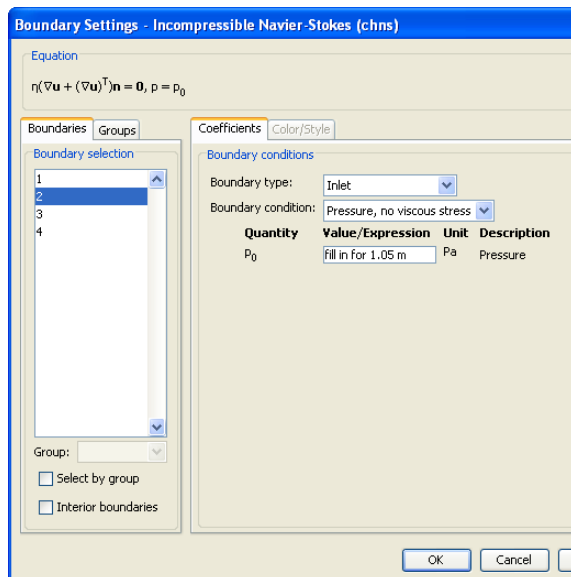 Boundary Settings - Incompressible Navier-Stokes (chns)
Equation
η(∇u + (∇u)ᵀ)n = 0, p = p₀
Boundaries Groups
Boundary selection
1
2
3
4
Group:
Select by group
Interior boundaries
Coefficients Color/Style
Boundary conditions
Boundary type: Inlet
Boundary condition: Pressure, no viscous stress
Quantity Value/Expression Unit Description
p₀ fill in for 1.05 m Pa Pressure
OK Cancel